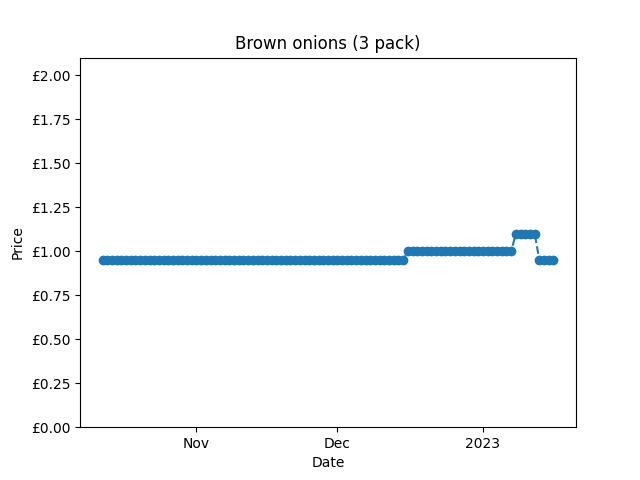 Brown onions (3 pack)
£2.00
£1.75
£1.50
£1.25
£1.00
£0.75
£0.50
£0.25
£0.00
Price
Nov Dec 2023
Date